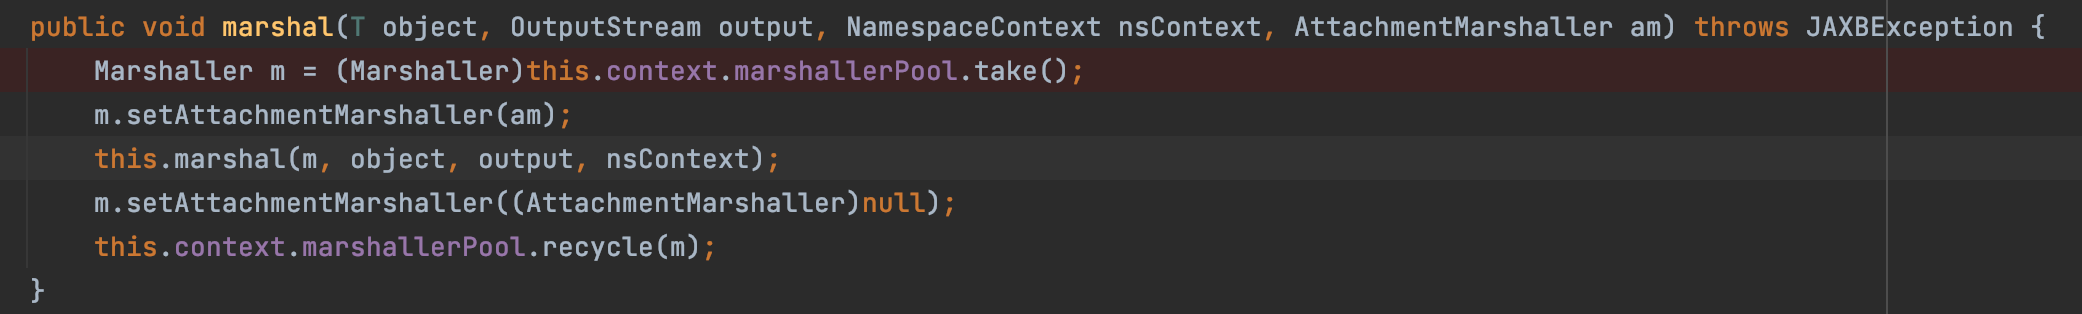 public void marshal(T object, OutputStream output, NamespaceContext nsContext, AttachmentMarshaller am) throws JAXBException {
    Marshaller m = (Marshaller)this.context.marshallerPool.take();
    m.setAttachmentMarshaller(am);
    this.marshal(m, object, output, nsContext);
    m.setAttachmentMarshaller((AttachmentMarshaller)null);
    this.context.marshallerPool.recycle(m);
}